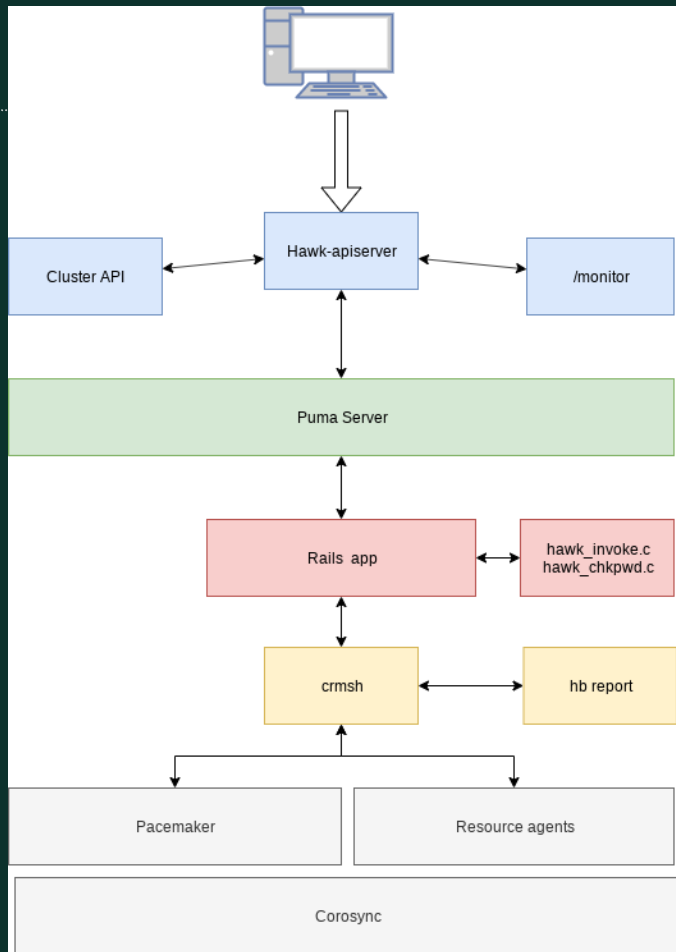 Hawk-apiserver
Cluster API
/monitor
Puma Server
Rails app
hawk_invoke.c
hawk_chkpwd.c
crmsh
hb report
Pacemaker
Resource agents
Corosync